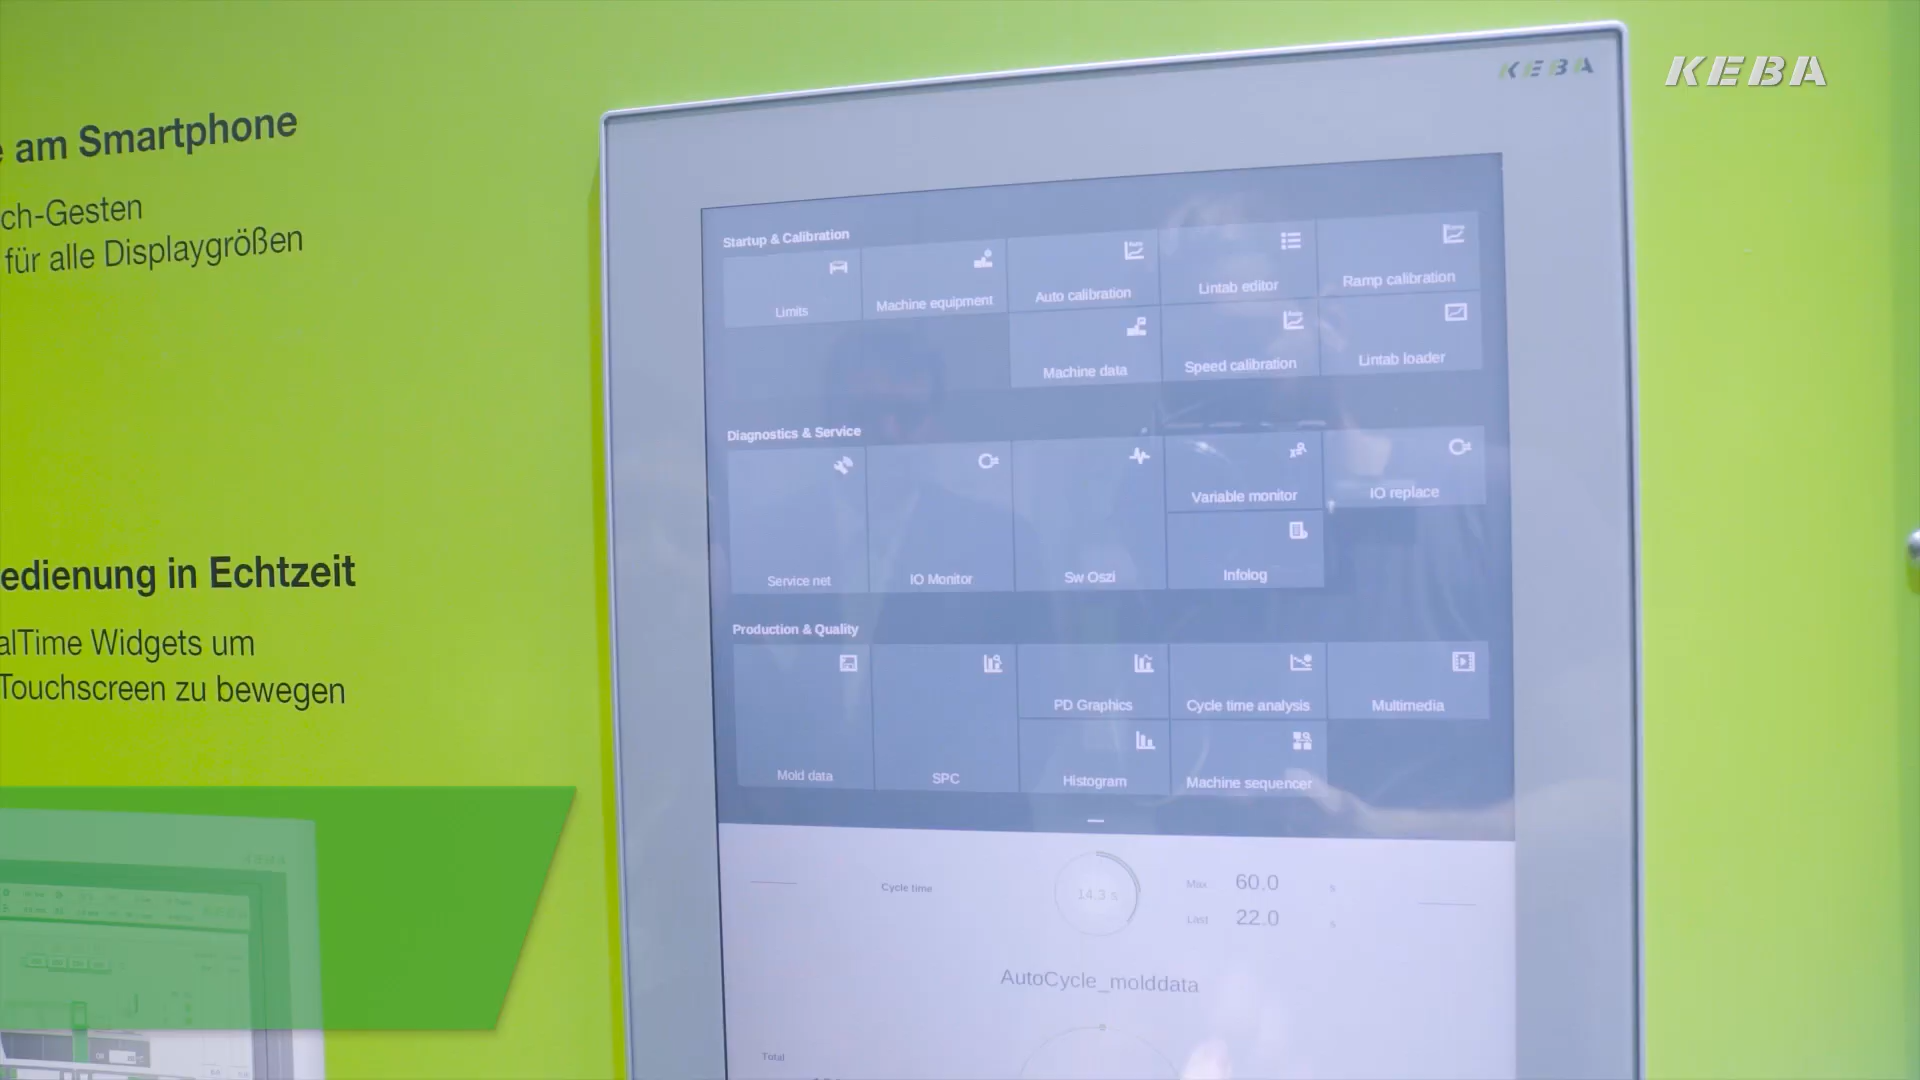 KEBA
KEBA
am Smartphone
ch-Gesten
für alle Displaygrößen
edienung in Echtzeit
alTime Widgets um
Touchscreen zu bewegen
Startup & Calibration
Limits
Machine equipment
Auto calibration
Lintab editor
Ramp calibration
Machine data
Speed calibration
Lintab loader
Diagnostics & Service
Service net
IO Monitor
Sw Oszi
Variable monitor
IO replace
Infolog
Production & Quality
Mold data
SPC
PD Graphics
Cycle time analysis
Multimedia
Histogram
Machine sequencer
Cycle time
14.3 s
Max 60.0 s
Last 22.0 s
AutoCycle_molddata
Total